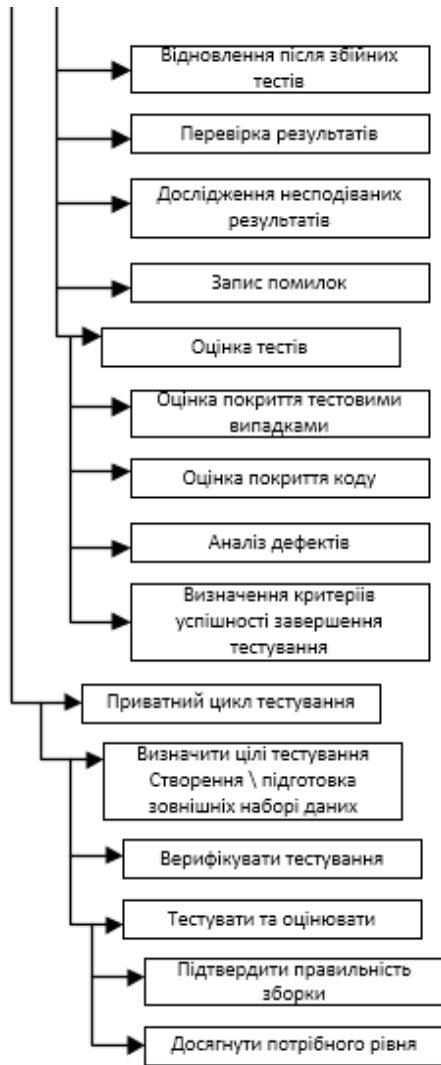 Відновлення після збійних
тестів
Перевірка результатів
Дослідження несподіваних
результатів
Запис помилок
Оцінка тестів
Оцінка покриття тестовими
випадками
Оцінка покриття коду
Аналіз дефектів
Визначення критеріів
успішності завершення
тестування
Приватний цикл тестування
Визначити цілі тестування
Створення \ підготовка
зовнішніх наборі даних
Верифікувати тестування
Тестувати та оцінювати
Підтвердити правильність
зборки
Досягнути потрібного рівня